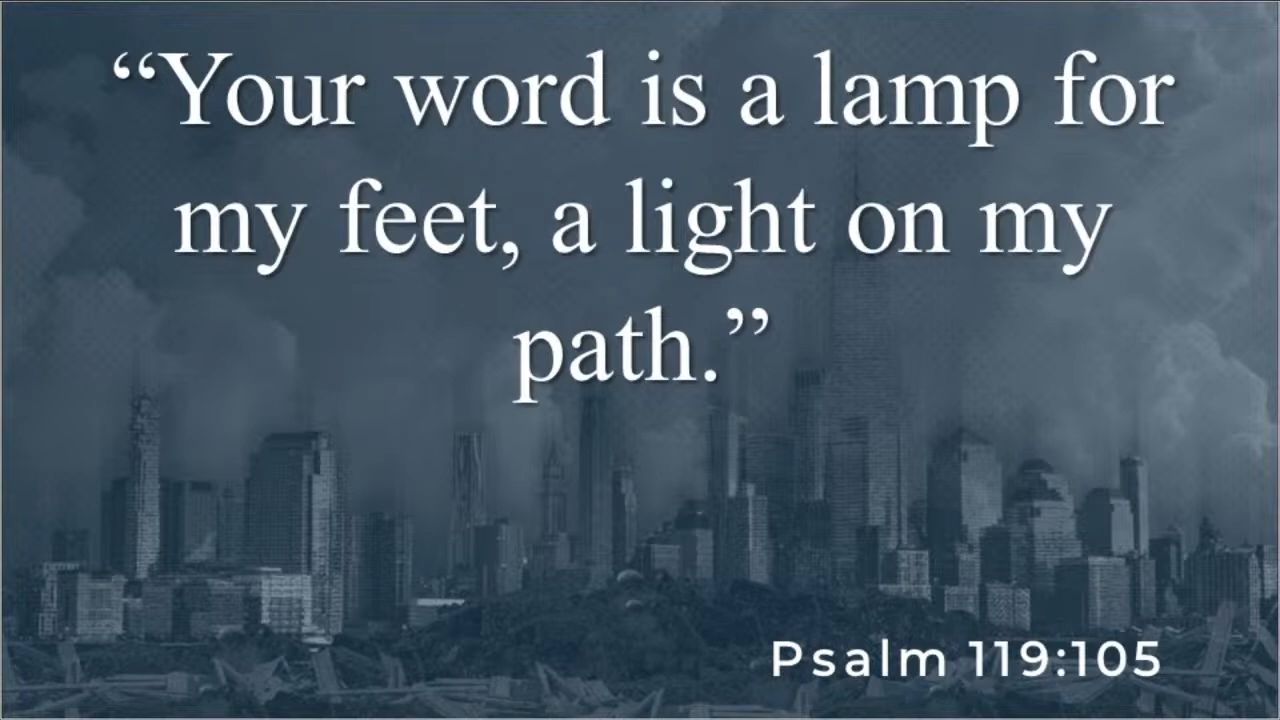 “Your word is a lamp for
my feet, a light on my
path.”
Psalm 119:105